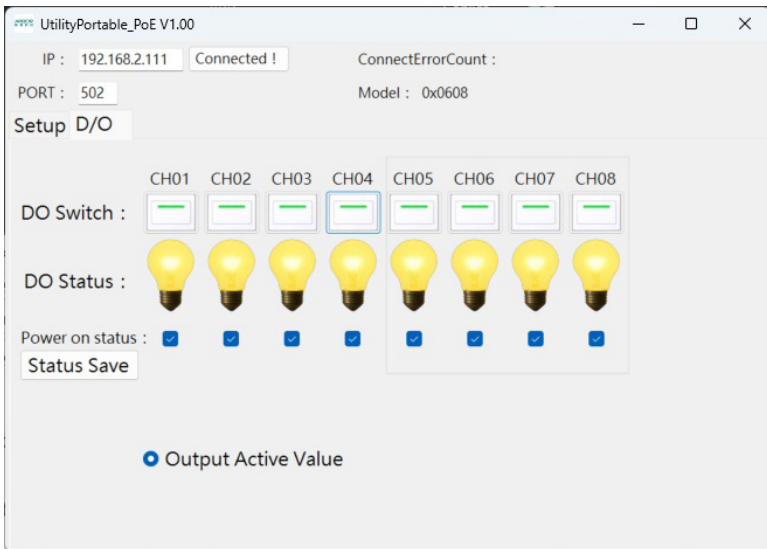 UtilityPortable_PoE V1.00
IP : 192.168.2.111 Connected ! ConnectErrorCount :
PORT : 502 Model : 0x0608
Setup D/O
CH01 CH02 CH03 CH04 CH05 CH06 CH07 CH08
DO Switch :
DO Status :
Power on status :
Status Save
Output Active Value